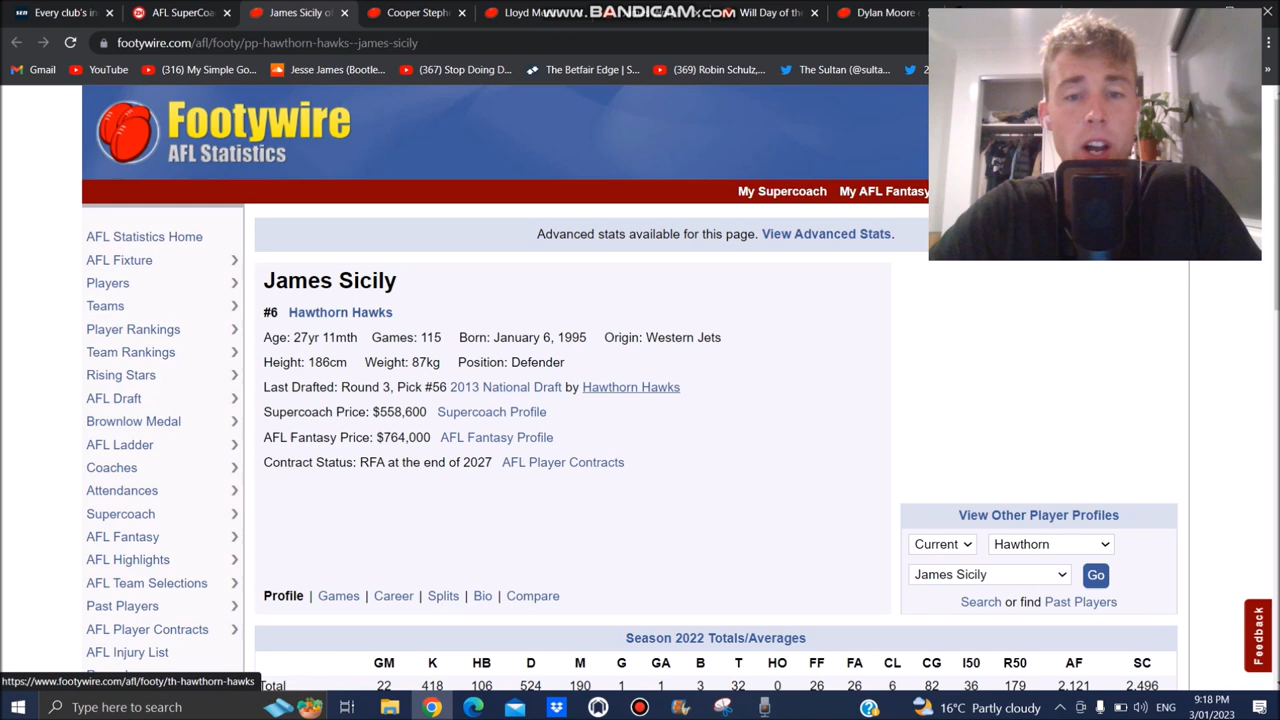 Every club's m
AFL SuperCoac
James Sicily of
Cooper Steph
Lloyd M
www.BANDICAM.com
Will Day of the
Dylan Moore
footywire.com/afl/footy/pp-hawthorn-hawks--james-sicily
Gmail
YouTube
(316) My Simple Go...
Jesse James (Bootle...
(367) Stop Doing D...
The Betfair Edge | S...
(369) Robin Schulz,...
The Sultan (@sulta...
»
Footywire
AFL Statistics
My Supercoach My AFL Fantasy
AFL Statistics Home
AFL Fixture
Players
Teams
Player Rankings
Team Rankings
Rising Stars
AFL Draft
Brownlow Medal
AFL Ladder
Coaches
Attendances
Supercoach
AFL Fantasy
AFL Highlights
AFL Team Selections
Past Players
AFL Player Contracts
AFL Injury List
Advanced stats available for this page. View Advanced Stats.
James Sicily
#6 Hawthorn Hawks
Age: 27yr 11mth Games: 115 Born: January 6, 1995 Origin: Western Jets
Height: 186cm Weight: 87kg Position: Defender
Last Drafted: Round 3, Pick #56 2013 National Draft by Hawthorn Hawks
Supercoach Price: $558,600 Supercoach Profile
AFL Fantasy Price: $764,000 AFL Fantasy Profile
Contract Status: RFA at the end of 2027 AFL Player Contracts
Profile | Games | Career | Splits | Bio | Compare
View Other Player Profiles
Current Hawthorn
James Sicily Go
Search or find Past Players
Feedback
Season 2022 Totals/Averages
GM K HB D M G GA B T HO FF FA CL CG I50 R50 AF SC
Total 22 418 106 524 190 1 1 3 32 0 26 26 6 82 36 179 2,121 2,496
https://www.footywire.com/afl/footy/th-hawthorn-hawks
Type here to search
16°C Partly cloudy
9:18 PM
3/01/2023